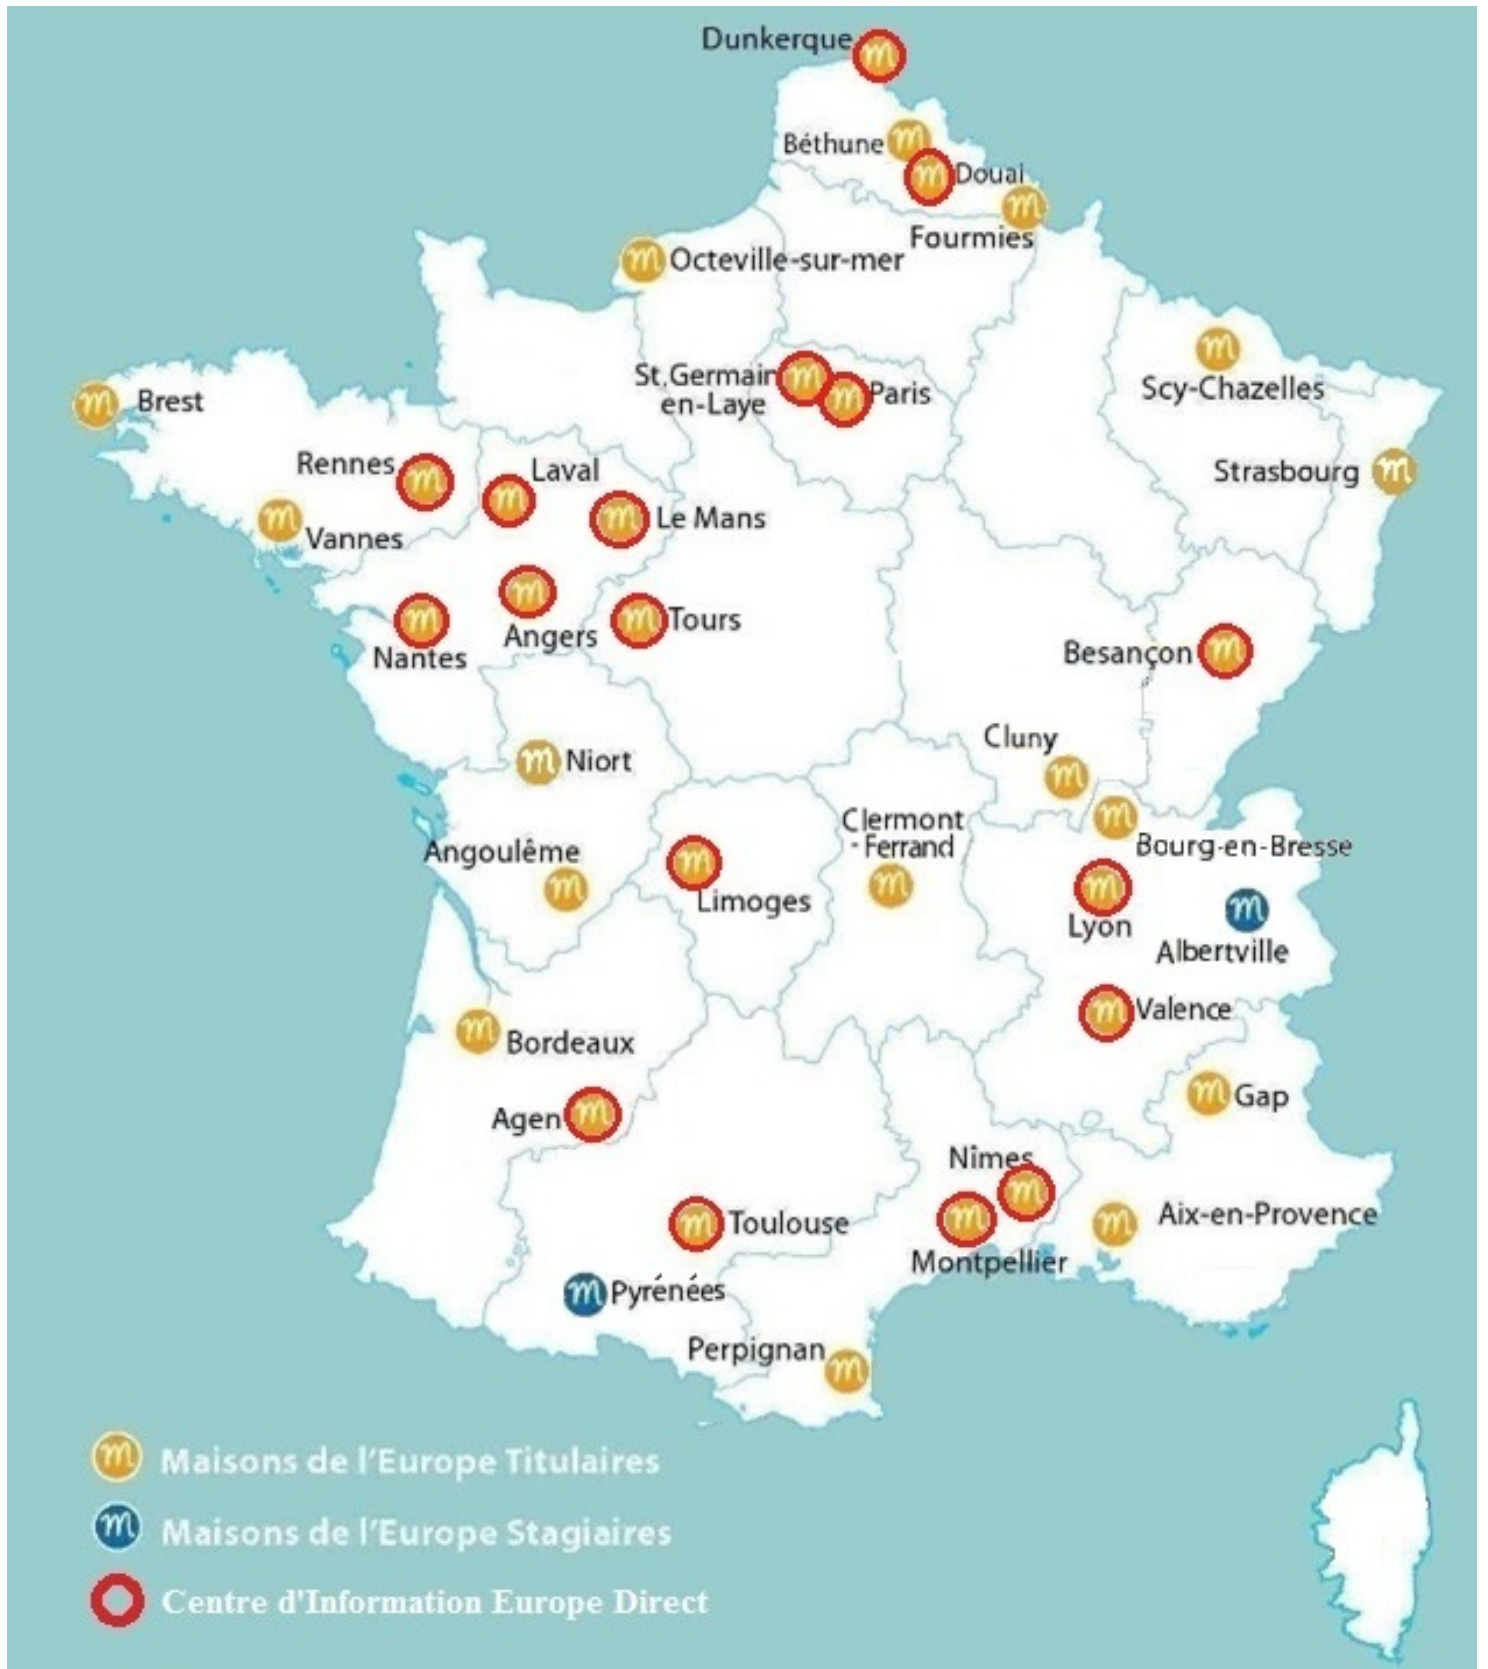 Dunkerque
Béthune
Douai
Fourmies
Octeville-sur-mer
St.Germain
en-Laye
Paris
Scy-Chazelles
Brest
Strasbourg
Rennes
Laval
Le Mans
Vannes
Angers
Tours
Nantes
Besançon
Cluny
Niort
Clermont
- Ferrand
Bourg-en-Bresse
Angoulême
Limoges
Lyon
Albertville
Valence
Bordeaux
Gap
Agen
Nîmes
Aix-en-Provence
Toulouse
Montpellier
Pyrénées
Perpignan
Maisons de l'Europe Titulaires
Maisons de l'Europe Stagiaires
Centre d'Information Europe Direct